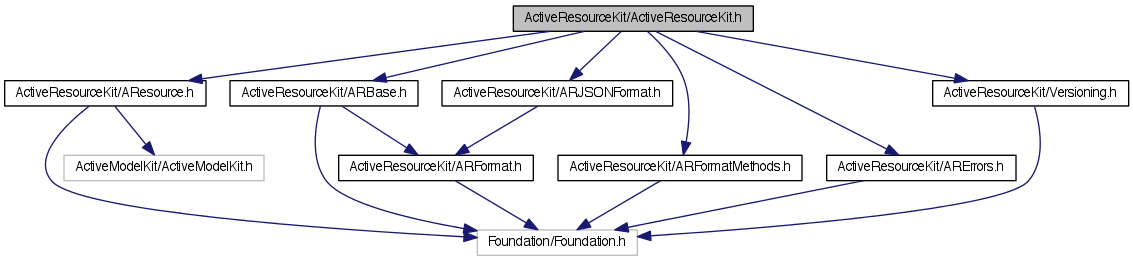 ActiveResourceKit/ActiveResourceKit.h
ActiveResourceKit/AResource.h
ActiveResourceKit/ARBase.h
ActiveResourceKit/ARJSONFormat.h
ActiveResourceKit/Versioning.h
ActiveModelKit/ActiveModelKit.h
ActiveResourceKit/ARFormat.h
ActiveResourceKit/ARFormatMethods.h
ActiveResourceKit/ARErrors.h
Foundation/Foundation.h